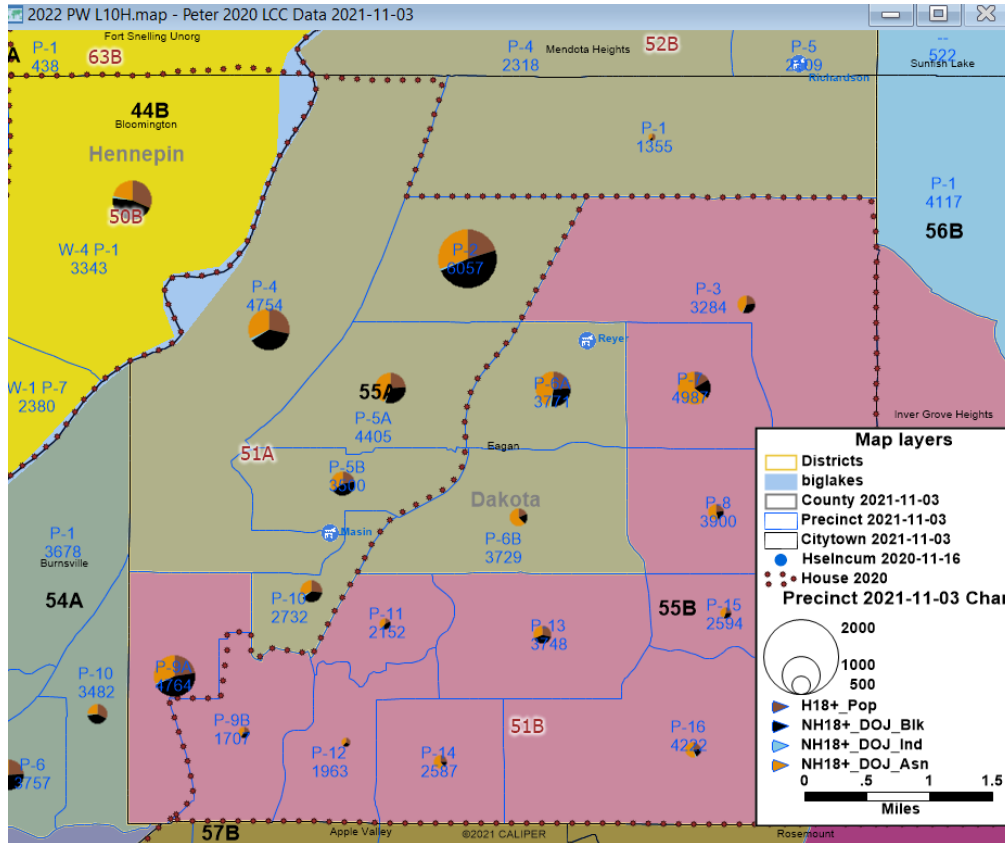 2022 PW L10H.map - Peter 2020 LCC Data 2021-11-03
A
P-1
438
63B
Fort Snelling Unorg
P-4
2318
Mendota Heights
52B
P-5
Richardson
--
522
Sunfish Lake
44B
Bloomington
Hennepin
50B
W-4 P-1
3343
P-1
1355
P-1
4117
56B
P-2
6057
P-4
4754
P-3
3284
Reyer
W-1 P-7
2380
55A
P-5A
4405
P-6A
3771
4987
Inver Grove Heights
51A
Eagan
P-5B
3500
Dakota
P-8
3900
Masin
P-6B
3729
P-1
3678
Burnsville
54A
P-10
2732
P-11
2152
P-13
3748
55B
P-15
2594
P-10
3482
P-9A
4764
P-9B
1707
P-12
1963
P-14
2587
51B
P-16
4222
P-6
3757
57B
Apple Valley
©2021 CALIPER
Rosemount
Map layers
Districts
biglakes
County 2021-11-03
Precinct 2021-11-03
Citytown 2021-11-03
HseIncum 2020-11-16
House 2020
Precinct 2021-11-03 Char
2000
1000
500
H18+_Pop
NH18+_DOJ_Blk
NH18+_DOJ_Ind
NH18+_DOJ_Asn
0 .5 1 1.5
Miles